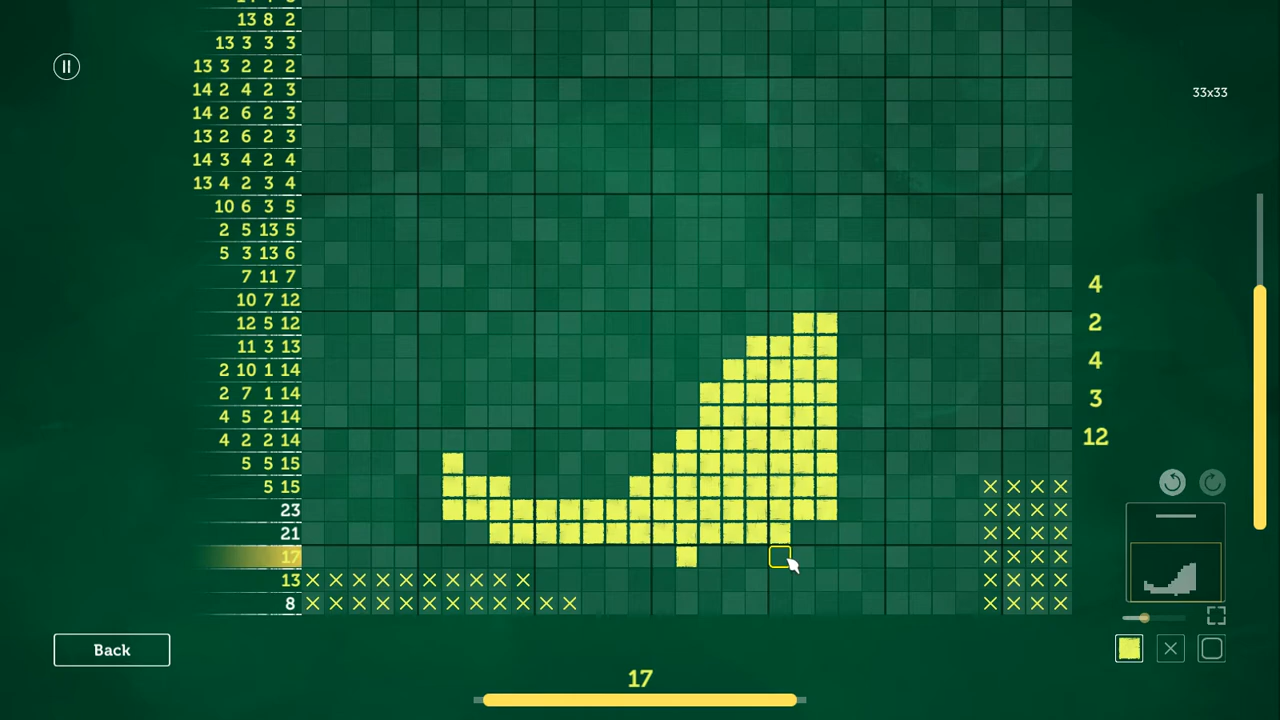 13 8 2
13 3 3 3
33x33
13 3 2 2 2
14 2 4 2 3
14 2 6 2 3
13 2 6 2 3
14 3 4 2 4
13 4 2 3 4
10 6 3 5
2 5 13 5
5 3 13 6
7 11 7
4
10 7 12
12 5 12
2
11 3 13
4
2 10 1 14
2 7 1 14
3
4 5 2 14
4 2 2 14
12
5 5 15
5 15
23
21
17
13
8
Back
17